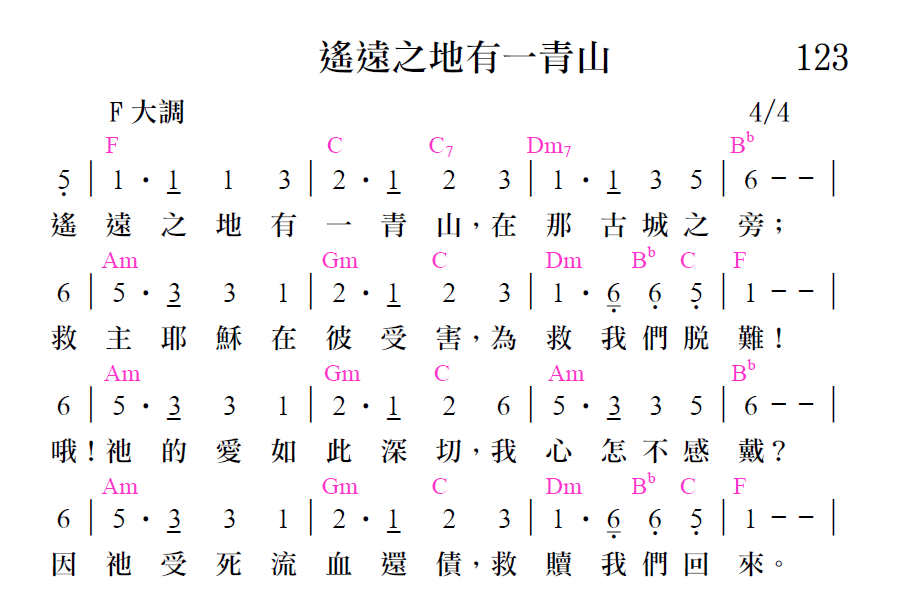 遙遠之地有一青山 123
F 大調 4/4
F C C7 Dm7 Bb
5 | 1 · 1 1 3 | 2 · 1 2 3 | 1 · 1 3 5 | 6 - - |
遙 遠 之 地 有 一 青 山，在 那 古 城 之 旁；
Am Gm C Dm Bb C F
6 | 5 · 3 3 1 | 2 · 1 2 3 | 1 · 6 6 5 | 1 - - |
救 主 耶 穌 在 彼 受 害，為 救 我 們 脫 難！
Am Gm C Am Bb
6 | 5 · 3 3 1 | 2 · 1 2 6 | 5 · 3 3 5 | 6 - - |
哦！祂 的 愛 如 此 深 切，我 心 怎 不 感 戴？
Am Gm C Dm Bb C F
6 | 5 · 3 3 1 | 2 · 1 2 3 | 1 · 6 6 5 | 1 - - |
因 祂 受 死 流 血 還 債，救 贖 我 們 回 來。